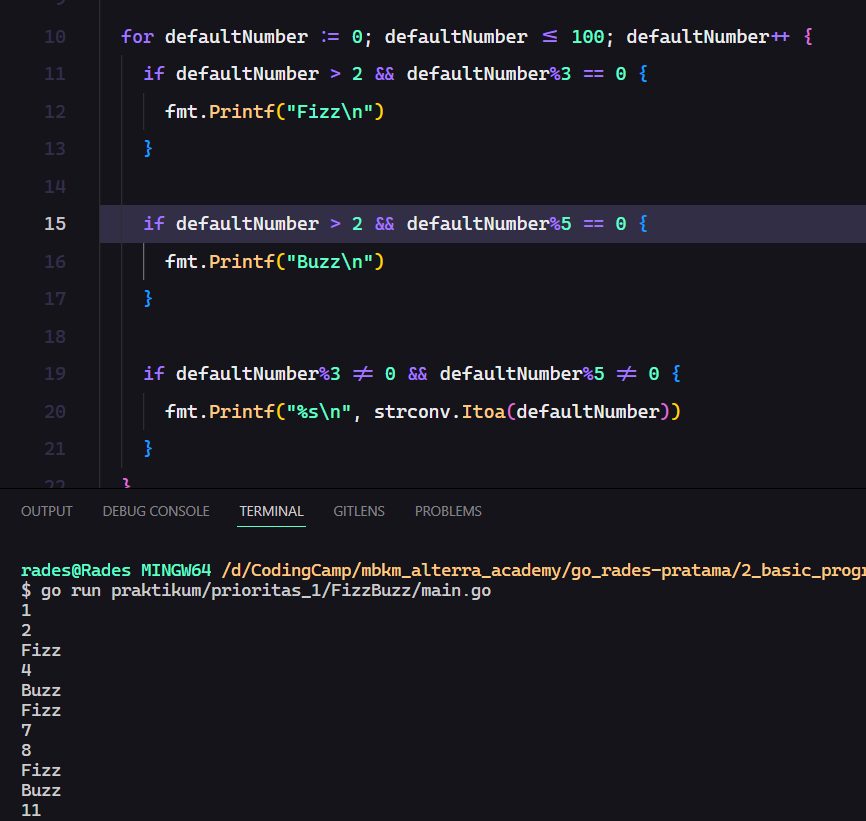 10 for defaultNumber := 0; defaultNumber <= 100; defaultNumber++ {
11 if defaultNumber > 2 && defaultNumber%3 == 0 {
12 fmt.Printf("Fizz\n")
13 }
14
15 if defaultNumber > 2 && defaultNumber%5 == 0 {
16 fmt.Printf("Buzz\n")
17 }
18
19 if defaultNumber%3 != 0 && defaultNumber%5 != 0 {
20 fmt.Printf("%s\n", strconv.Itoa(defaultNumber))
21 }
22 }
OUTPUT DEBUG CONSOLE TERMINAL GITLENS PROBLEMS
rades@Rades MINGW64 /d/CodingCamp/mbkm_alterra_academy/go_rades-pratama/2_basic_progr
$ go run praktikum/prioritas_1/FizzBuzz/main.go
1
2
Fizz
4
Buzz
Fizz
7
8
Fizz
Buzz
11